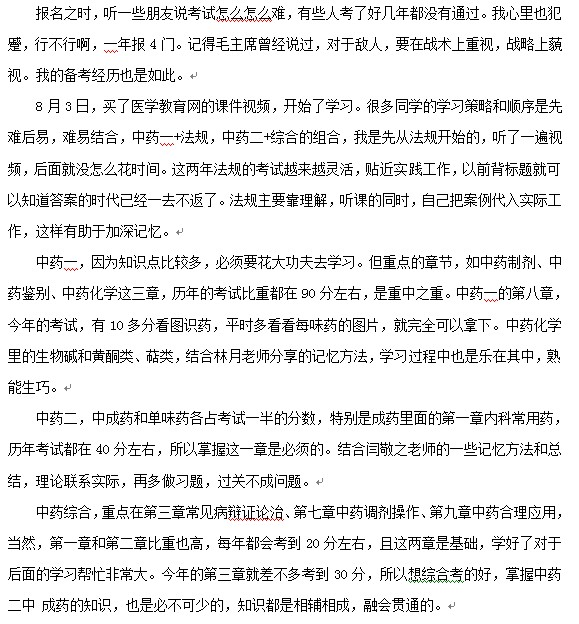 报名之时，听一些朋友说考试怎么怎么难，有些人考了好几年都没有通过。我心里也犯
蹙，行不行啊，一年报 4 门。记得毛主席曾经说过，对于敌人，要在战术上重视，战略上藐
视。我的备考经历也是如此。
8 月 3 日，买了医学教育网的课件视频，开始了学习。很多同学的学习策略和顺序是先
难后易，难易结合，中药一+法规，中药二+综合的组合，我是先从法规开始的，听了一遍视
频，后面就没怎么花时间。这两年法规的考试越来越灵活，贴近实践工作，以前背标题就可
以知道答案的时代已经一去不返了。法规主要靠理解，听课的同时，自己把案例代入实际工
作，这样有助于加深记忆。
中药一，因为知识点比较多，必须要花大功夫去学习。但重点的章节，如中药制剂、中
药鉴别、中药化学这三章，历年的考试比重都在 90 分左右，是重中之重。中药一的第八章，
今年的考试，有 10 多分看图识药，平时多看看每味药的图片，就完全可以拿下。中药化学
里的生物碱和黄酮类、萜类，结合林月老师分享的记忆方法，学习过程中也是乐在其中，熟
能生巧。
中药二，中成药和单味药各占考试一半的分数，特别是成药里面的第一章内科常用药，
历年考试都在 40 分左右，所以掌握这一章是必须的。结合闫敬之老师的一些记忆方法和总
结，理论联系实际，再多做习题，过关不成问题。
中药综合，重点在第三章常见病辩证论治、第七章中药调剂操作、第九章中药合理应用，
当然，第一章和第二章比重也高，每年都会考到 20 分左右，且这两章是基础，学好了对于
后面的学习帮忙非常大。今年的第三章就差不多考到 30 分，所以想综合考的好，掌握中药
二中 成药的知识，也是必不可少的，知识都是相辅相成，融会贯通的。